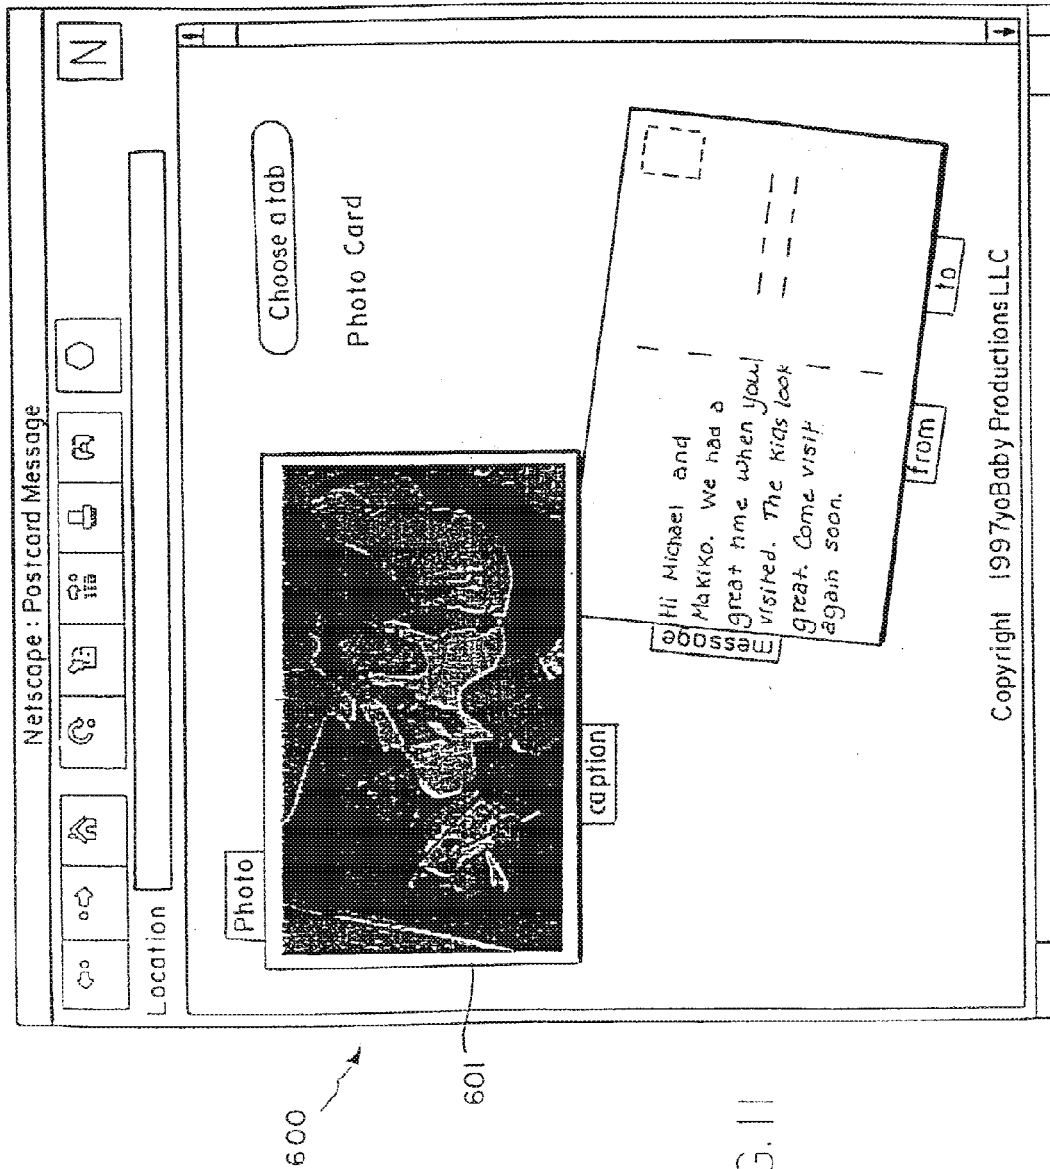 Netscape : Postcard Message
N
Location
Photo
Choose a tab
Photo Card
caption
message
Hi Michael and
Makiko. We had a
great time when you
visited. The kids look
great. Come visit
again soon.
from
to
Copyright 1997yoBaby Productions LLC
600
601
G. 11